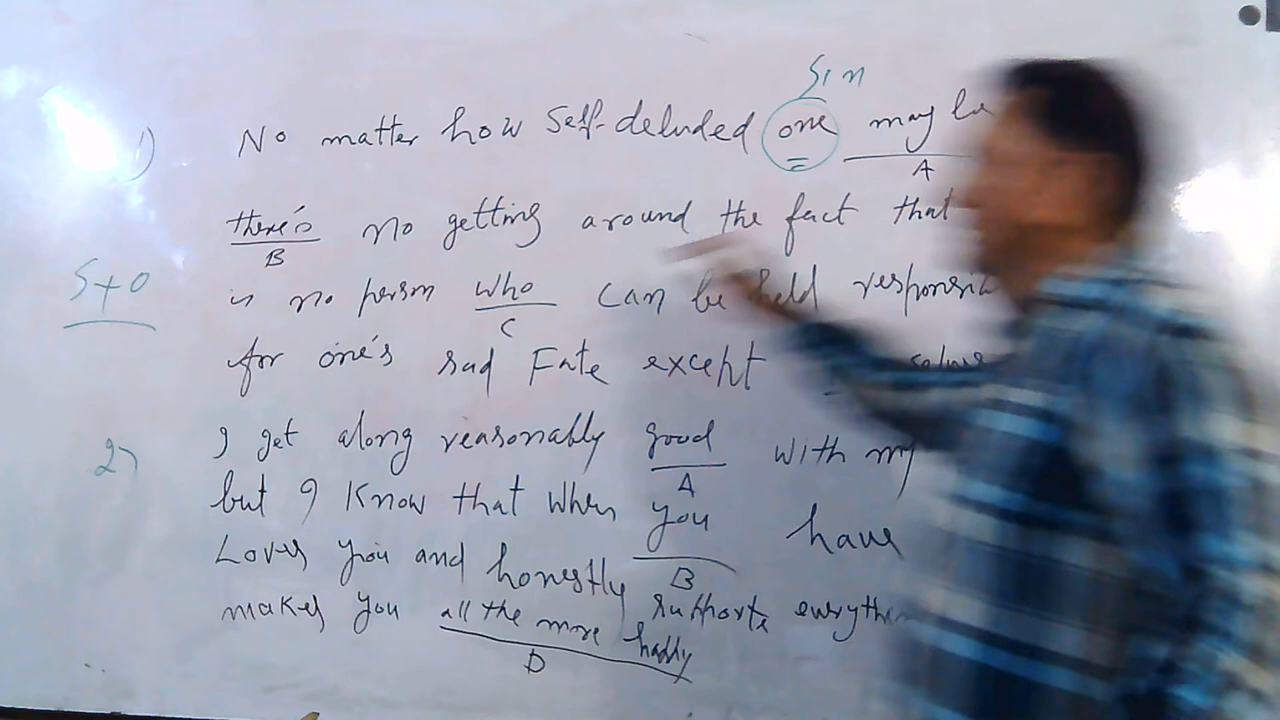 Sin
1) No matter how self-deluded one may be
A
there's no getting around the fact that
B
S+O
is no person who can be held
C
for one's sad Fate except
2) I get along reasonably good with my
A
but I know that when you have
B
Loves you and honestly
makes you all the more happy supports
D